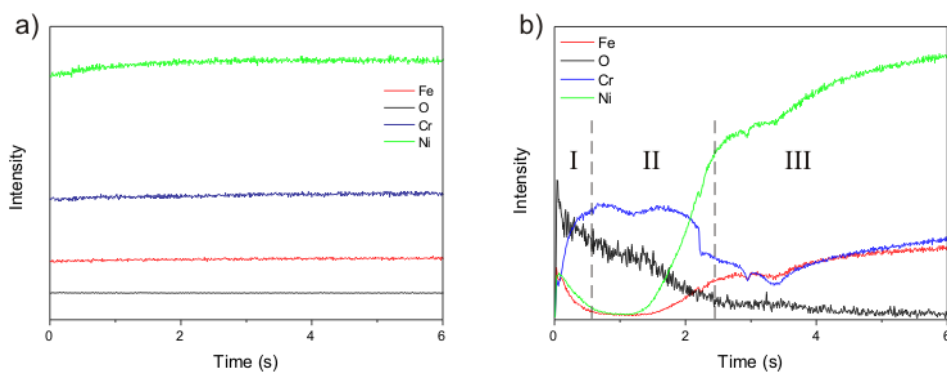 a)
Intensity
Fe
O
Cr
Ni
0
2
4
6
Time (s)
b)
Intensity
Fe
O
Cr
Ni
I
II
III
0
2
4
6
Time (s)